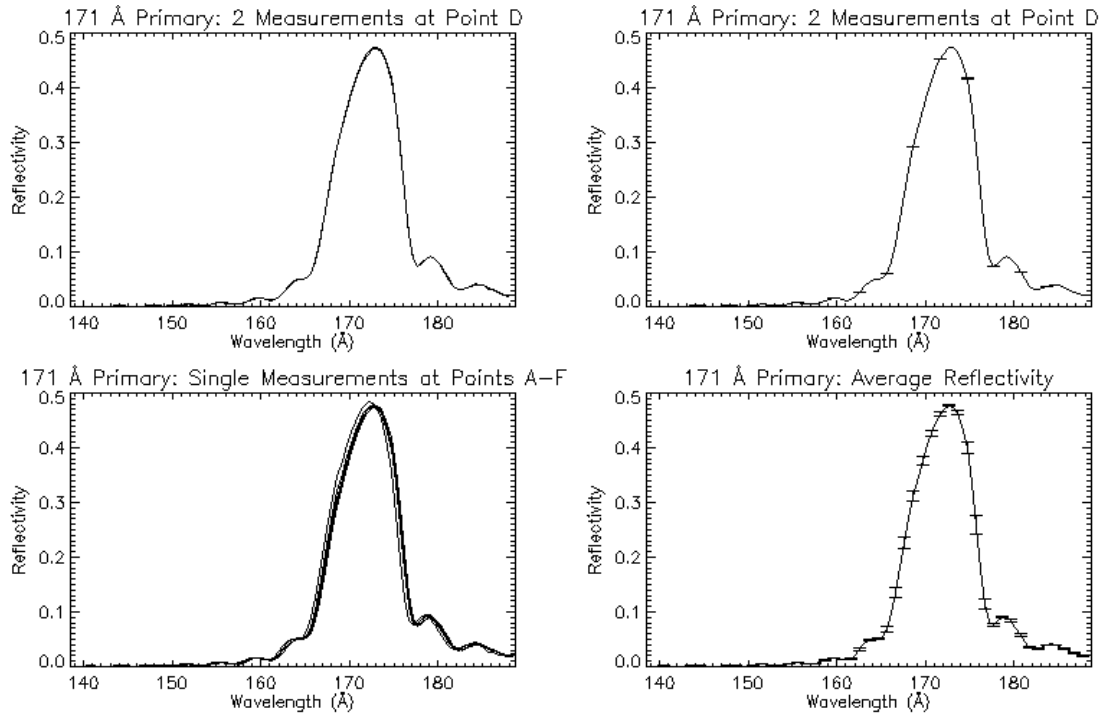 171 Å Primary: 2 Measurements at Point D
0.5
0.4
0.3
0.2
0.1
0.0
Reflectivity
140 150 160 170 180
Wavelength (Å)
171 Å Primary: 2 Measurements at Point D
0.5
0.4
0.3
0.2
0.1
0.0
Reflectivity
140 150 160 170 180
Wavelength (Å)
171 Å Primary: Single Measurements at Points A-F
0.5
0.4
0.3
0.2
0.1
0.0
Reflectivity
140 150 160 170 180
Wavelength (Å)
171 Å Primary: Average Reflectivity
0.5
0.4
0.3
0.2
0.1
0.0
Reflectivity
140 150 160 170 180
Wavelength (Å)